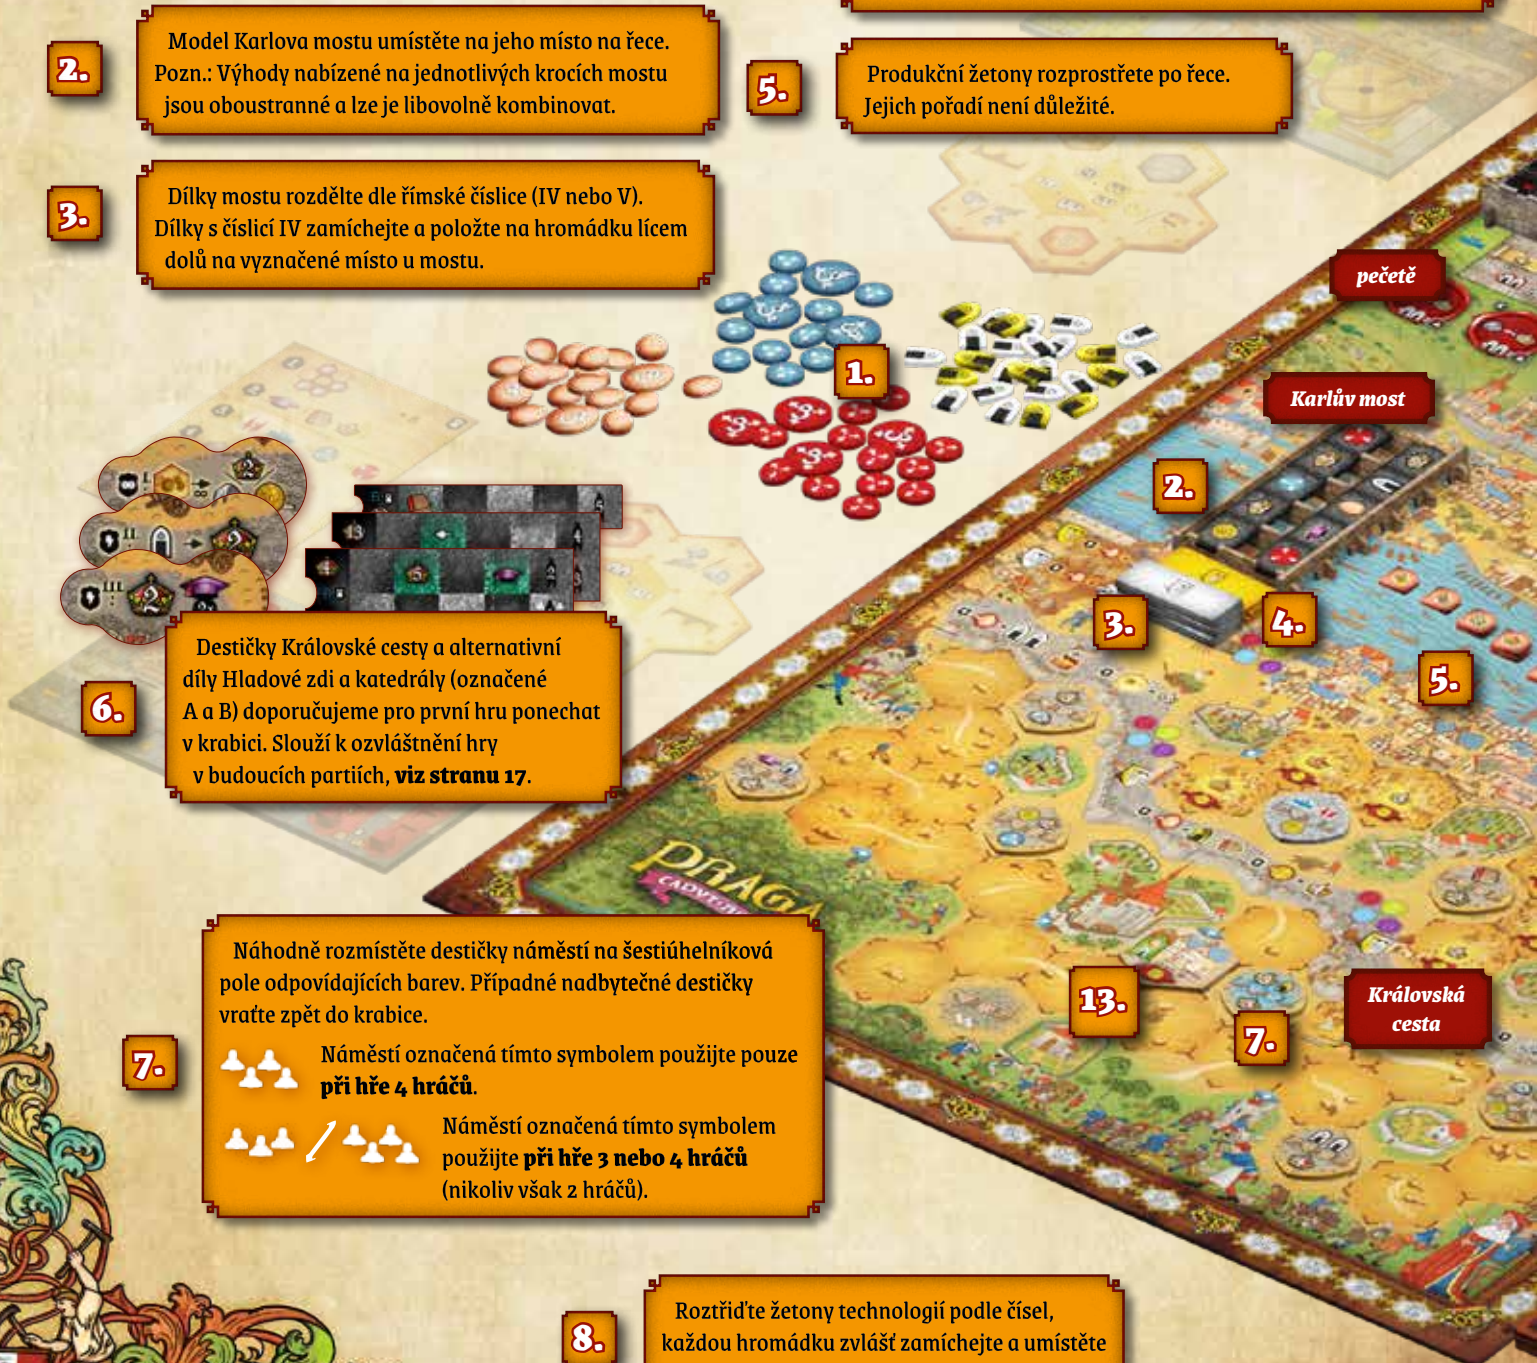 2.
Model Karlova mostu umístěte na jeho místo na řece.
Pozn.: Výhody nabízené na jednotlivých krocích mostu
jsou oboustranné a lze je libovolně kombinovat.
5.
Produkční žetony rozprostřete po řece.
Jejich pořadí není důležité.
3.
Dílky mostu rozdělte dle římské číslice (IV nebo V).
Dílky s číslicí IV zamíchejte a položte na hromádku lícem
dolů na vyznačené místo u mostu.
pečetě
1.
Karlův most
2.
3.
4.
5.
6.
Destičky Královské cesty a alternativní
díly Hladové zdi a katedrály (označené
A a B) doporučujeme pro první hru ponechat
v krabici. Slouží k ozvláštnění hry
v budoucích partiích, viz stranu 17.
PRAGA
7.
Náhodně rozmístěte destičky náměstí na šestiúhelníková
pole odpovídajících barev. Případné nadbytečné destičky
vraťte zpět do krabice.
Náměstí označená tímto symbolem použijte pouze
při hře 4 hráčů.
Náměstí označená tímto symbolem
použijte při hře 3 nebo 4 hráčů
(nikoliv však 2 hráčů).
13.
7.
Královská
cesta
8.
Roztřiďte žetony technologií podle čísel,
každou hromádku zvlášť zamíchejte a umístěte